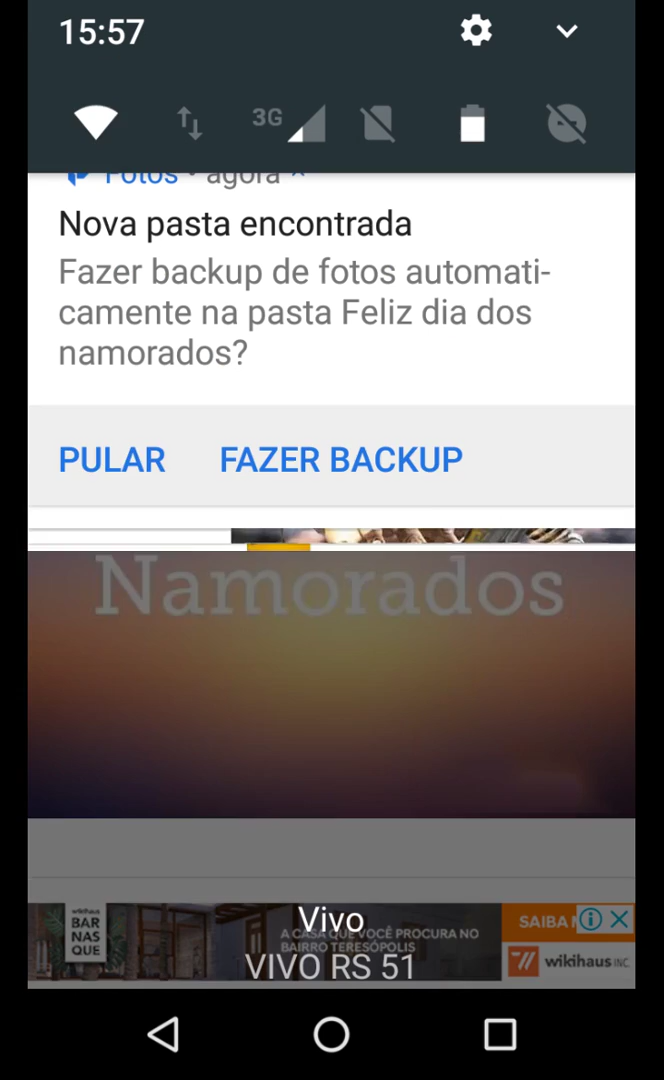 15:57
3G
Fotos • agora ^
Nova pasta encontrada
Fazer backup de fotos automati-
camente na pasta Feliz dia dos
namorados?
PULAR FAZER BACKUP
Namorados
wikihaus
BAR
NAS
QUE
A CASA QUE VOCÊ PROCURA NO
BAIRRO TERESÓPOLIS
SAIBA
wikihaus INC
Vivo
VIVO RS 51